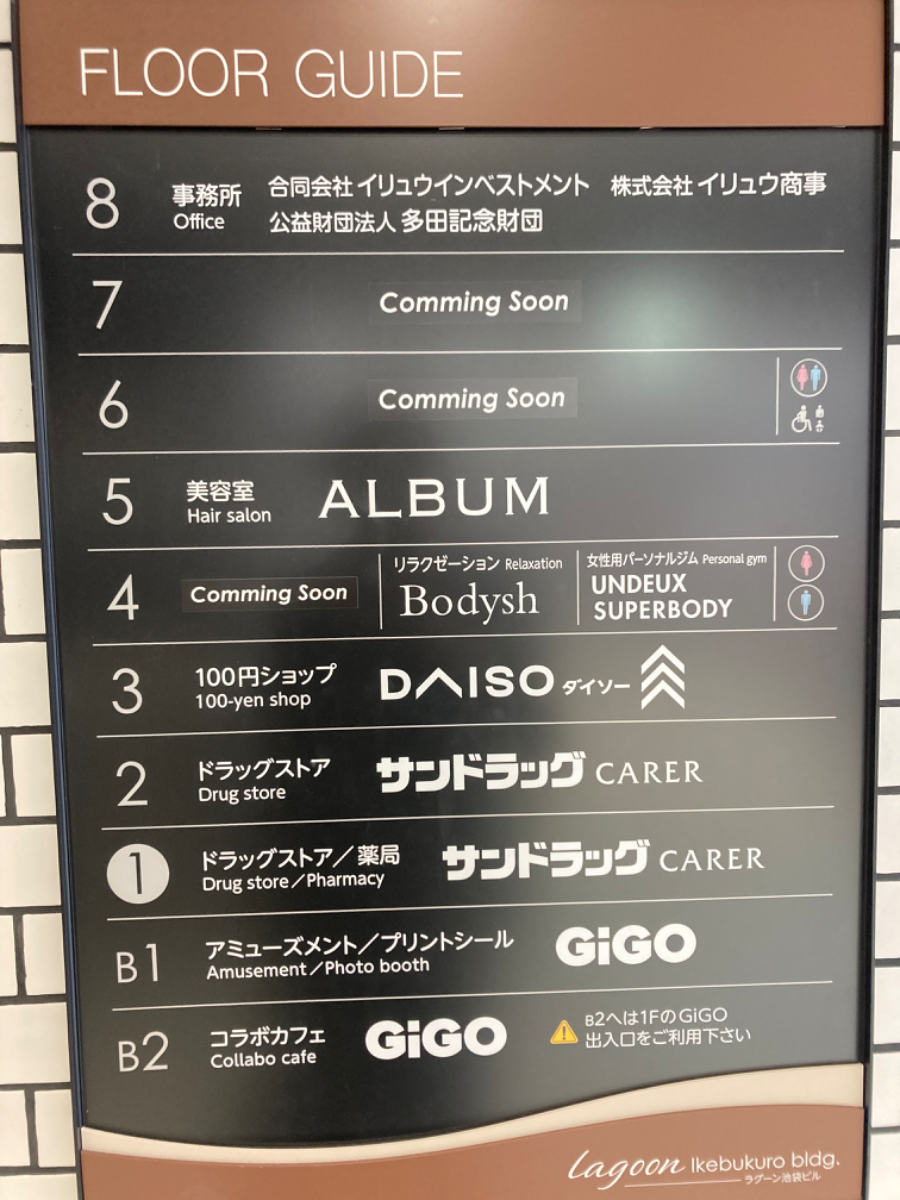 FLOOR GUIDE
8 事務所 合同会社 イリュウインベストメント 株式会社 イリュウ商事
Office 公益財団法人 多田記念財団
7 Comming Soon
6 Comming Soon
5 美容室 ALBUM
Hair salon
4 Comming Soon
リラクゼーション Relaxation
Bodysh
女性用パーソナルジム Personal gym
UNDEUX
SUPERBODY
3 100円ショップ DAISO ダイソー
100-yen shop
2 ドラッグストア サンドラッグ CARER
Drug store
1 ドラッグストア/薬局 サンドラッグ CARER
Drug store/Pharmacy
B1 アミューズメント/プリントシール GiGO
Amusement/Photo booth
B2 コラボカフェ GiGO
Collabo cafe
B2へは1FのGiGO
出入口をご利用下さい
Lagoon Ikebukuro bldg.
ラグーン池袋ビル